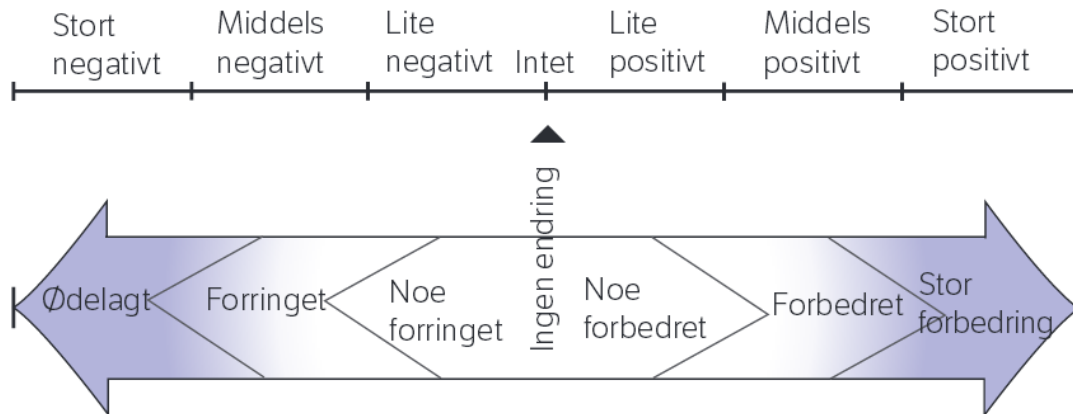 Stort
negativt
Middels
negativt
Lite
negativt
Intet
Lite
positivt
Middels
positivt
Stort
positivt
Ingen endring
Ødelagt
Forringet
Noe
forringet
Noe
forbedret
Forbedret
Stor
forbedring